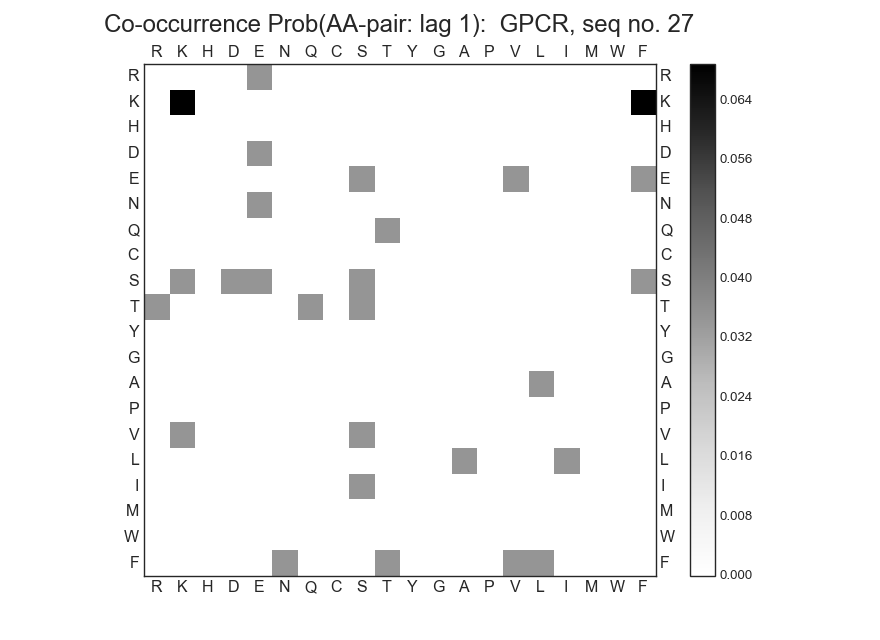 Co-occurrence Prob(AA-pair: lag 1):  GPCR, seq no. 27
R K H D E N Q C S T Y G A P V L I M W F
R R
K K
H H
D D
E E
N N
Q Q
C C
S S
T T
Y Y
G G
A A
P P
V V
L L
I I
M M
W W
F F
R K H D E N Q C S T Y G A P V L I M W F
0.064
0.056
0.048
0.040
0.032
0.024
0.016
0.008
0.000